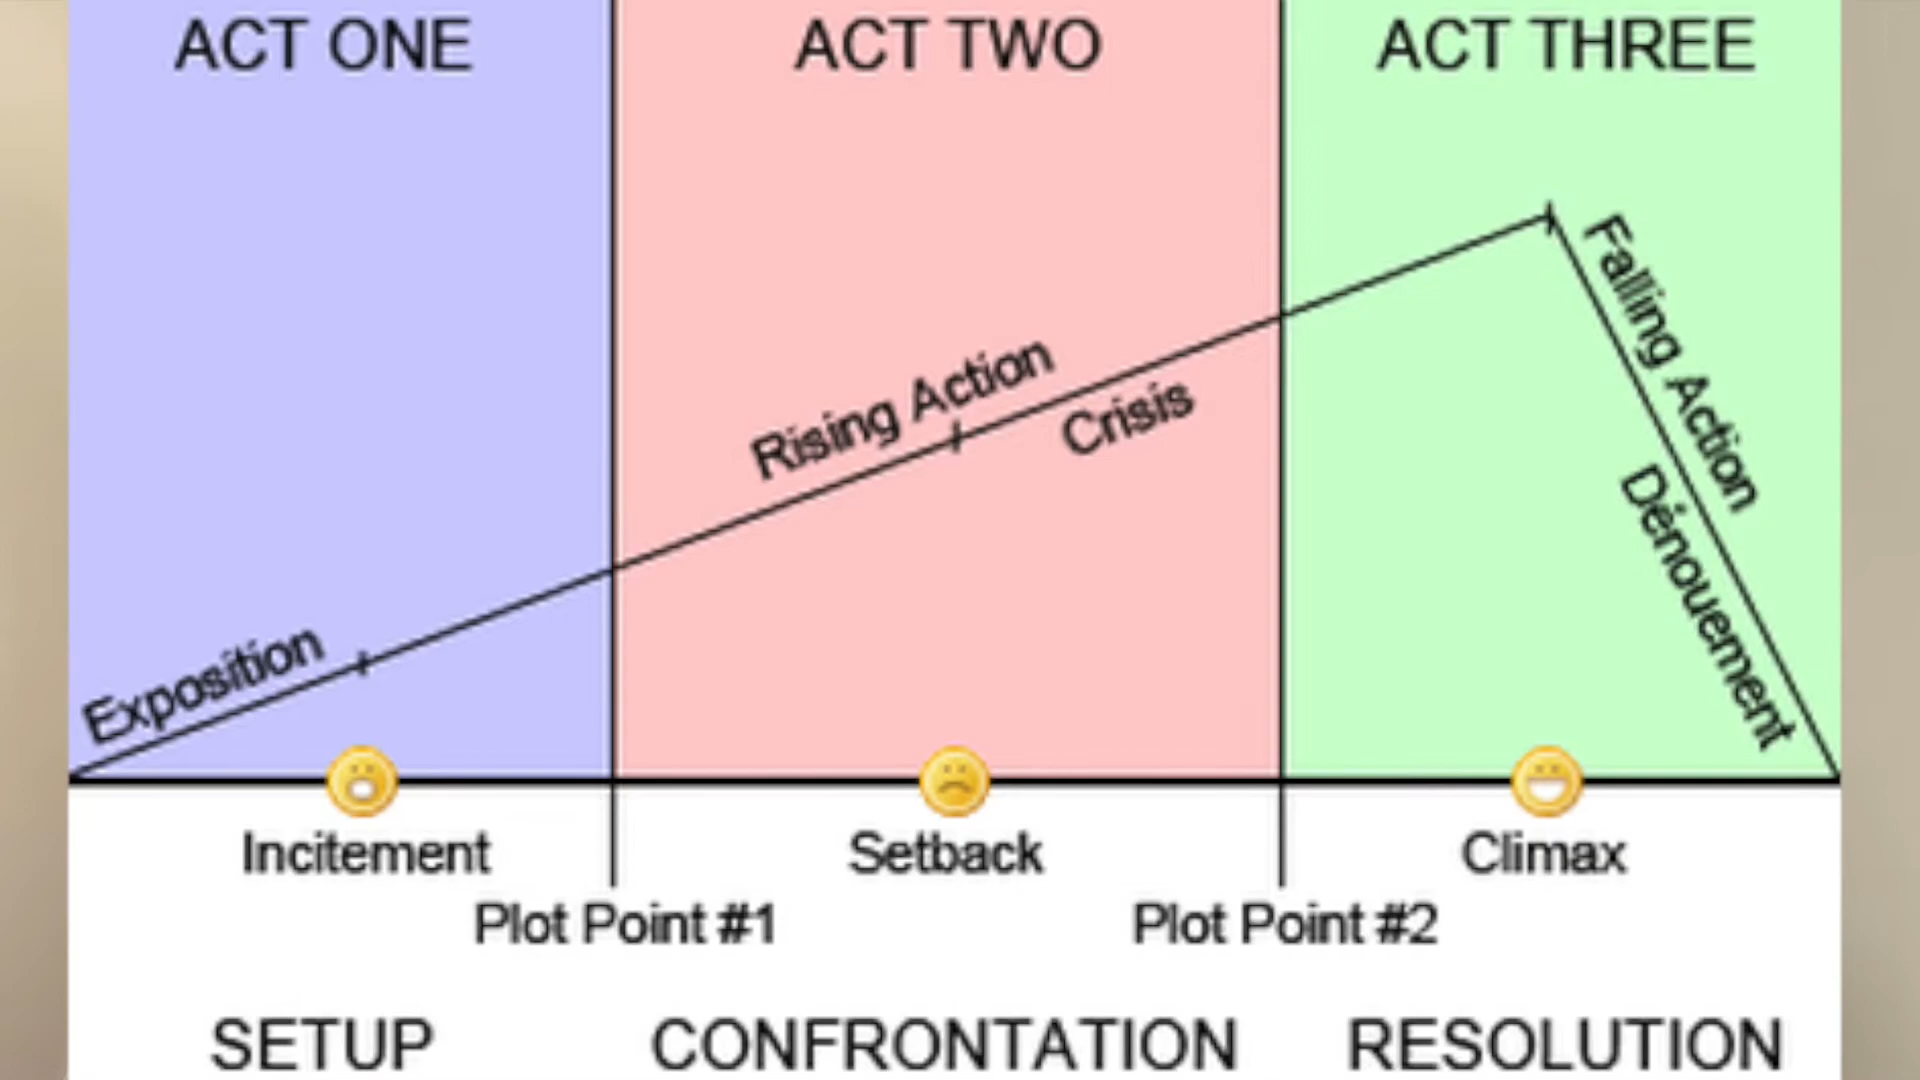 ACT ONE
ACT TWO
ACT THREE
Exposition
Rising Action
Crisis
Falling Action
Dénouement
Incitement
Setback
Climax
Plot Point #1
Plot Point #2
SETUP
CONFRONTATION
RESOLUTION